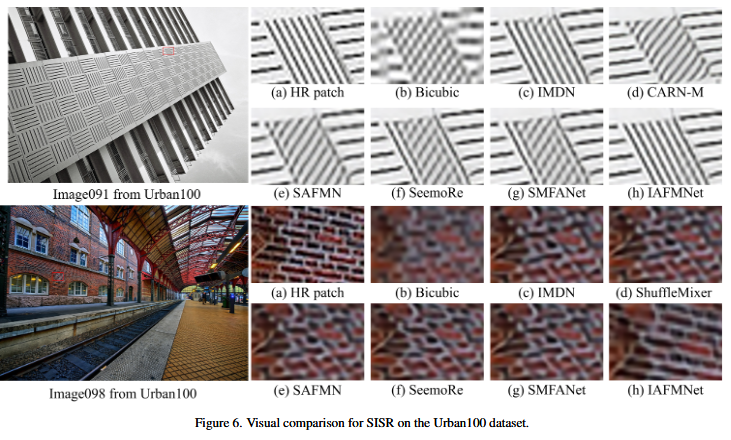 (a) HR patch (b) Bicubic (c) IMDN (d) CARN-M
(e) SAFMN (f) SeemoRe (g) SMFANet (h) IAFMNet
Image091 from Urban100
(a) HR patch (b) Bicubic (c) IMDN (d) ShuffleMixer
(e) SAFMN (f) SeemoRe (g) SMFANet (h) IAFMNet
Image098 from Urban100
Figure 6. Visual comparison for SISR on the Urban100 dataset.